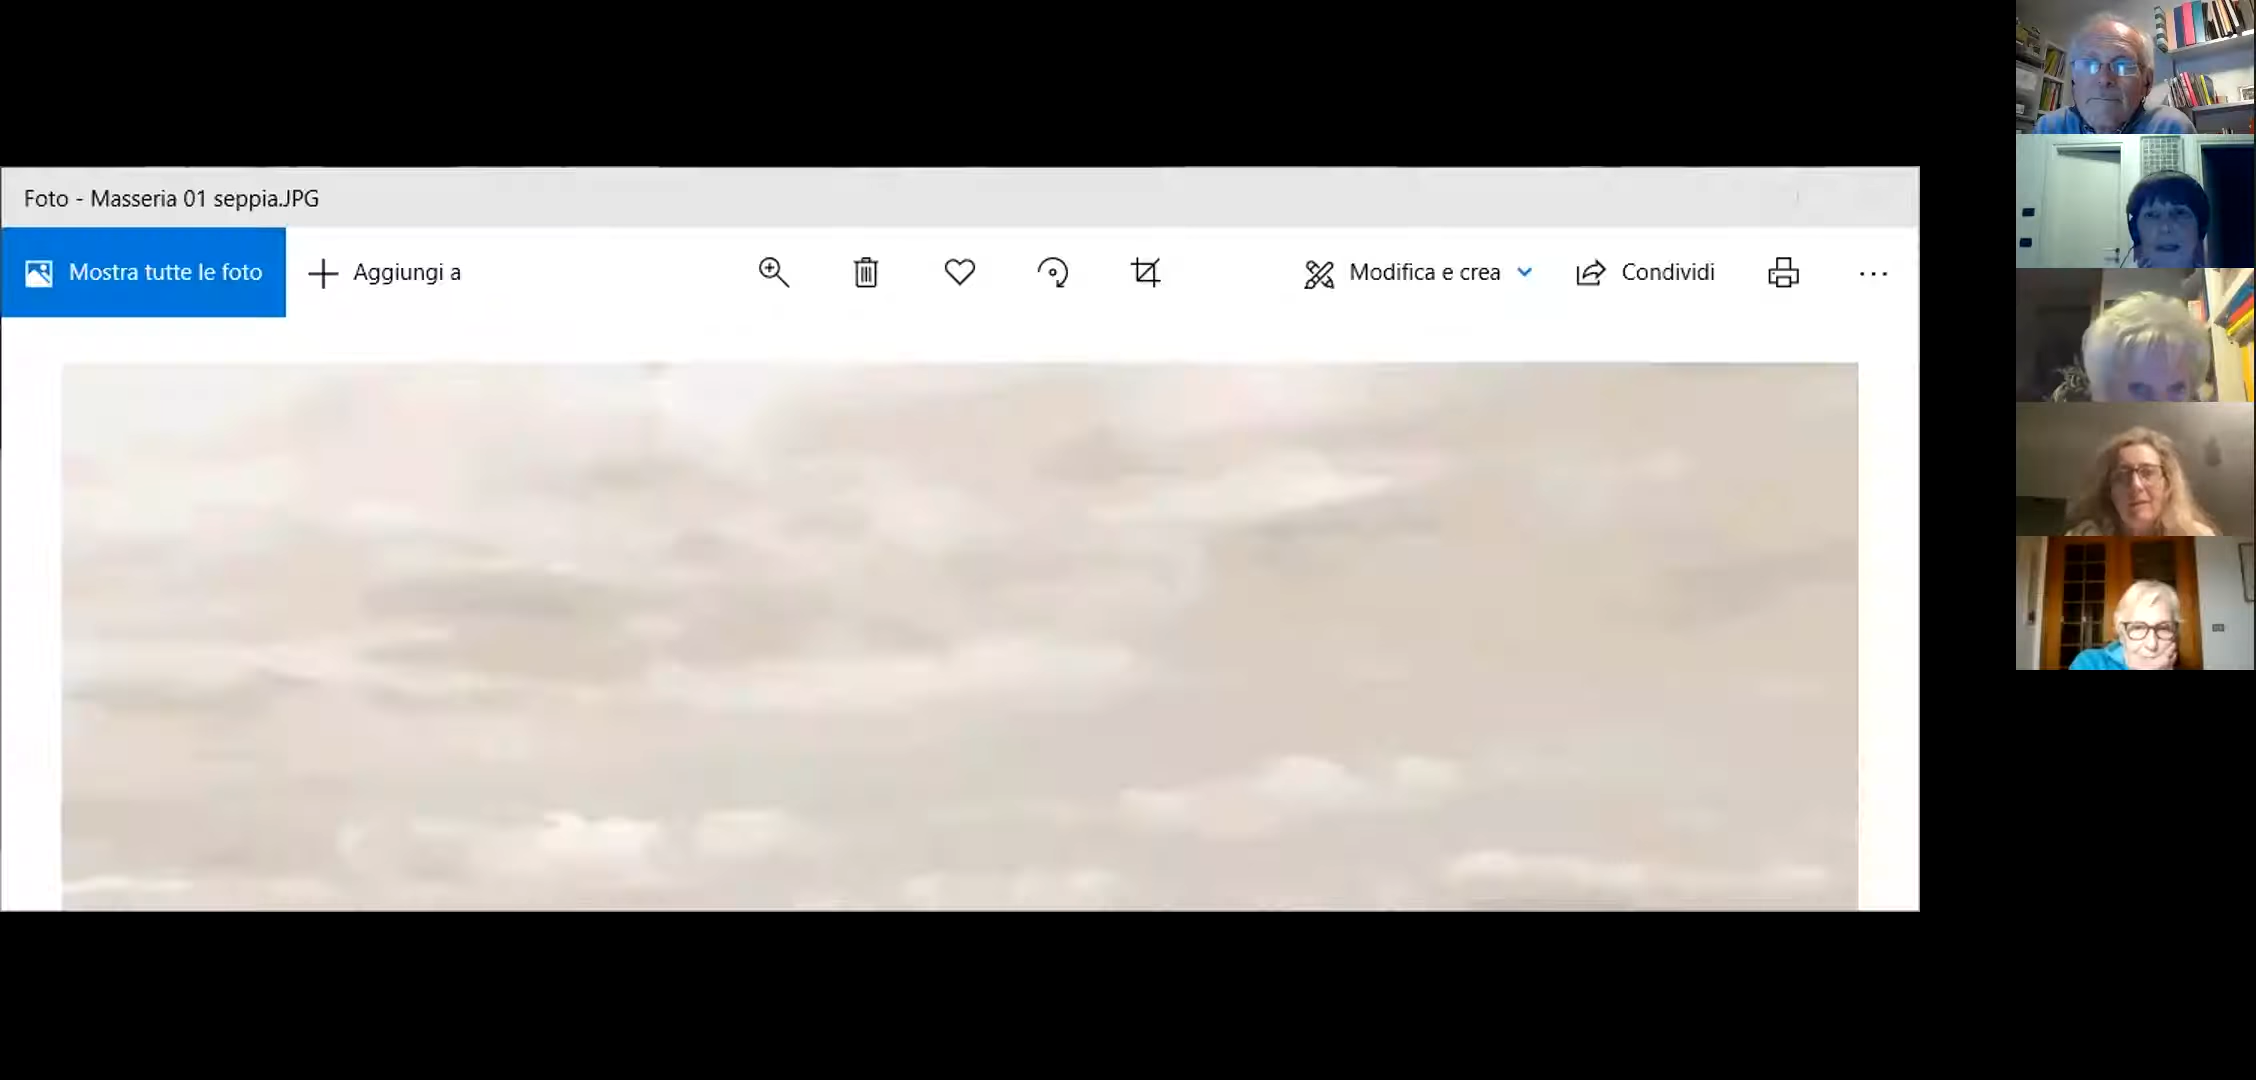 Foto - Masseria 01 seppia.JPG
Mostra tutte le foto
Aggiungi a
Modifica e crea
Condividi